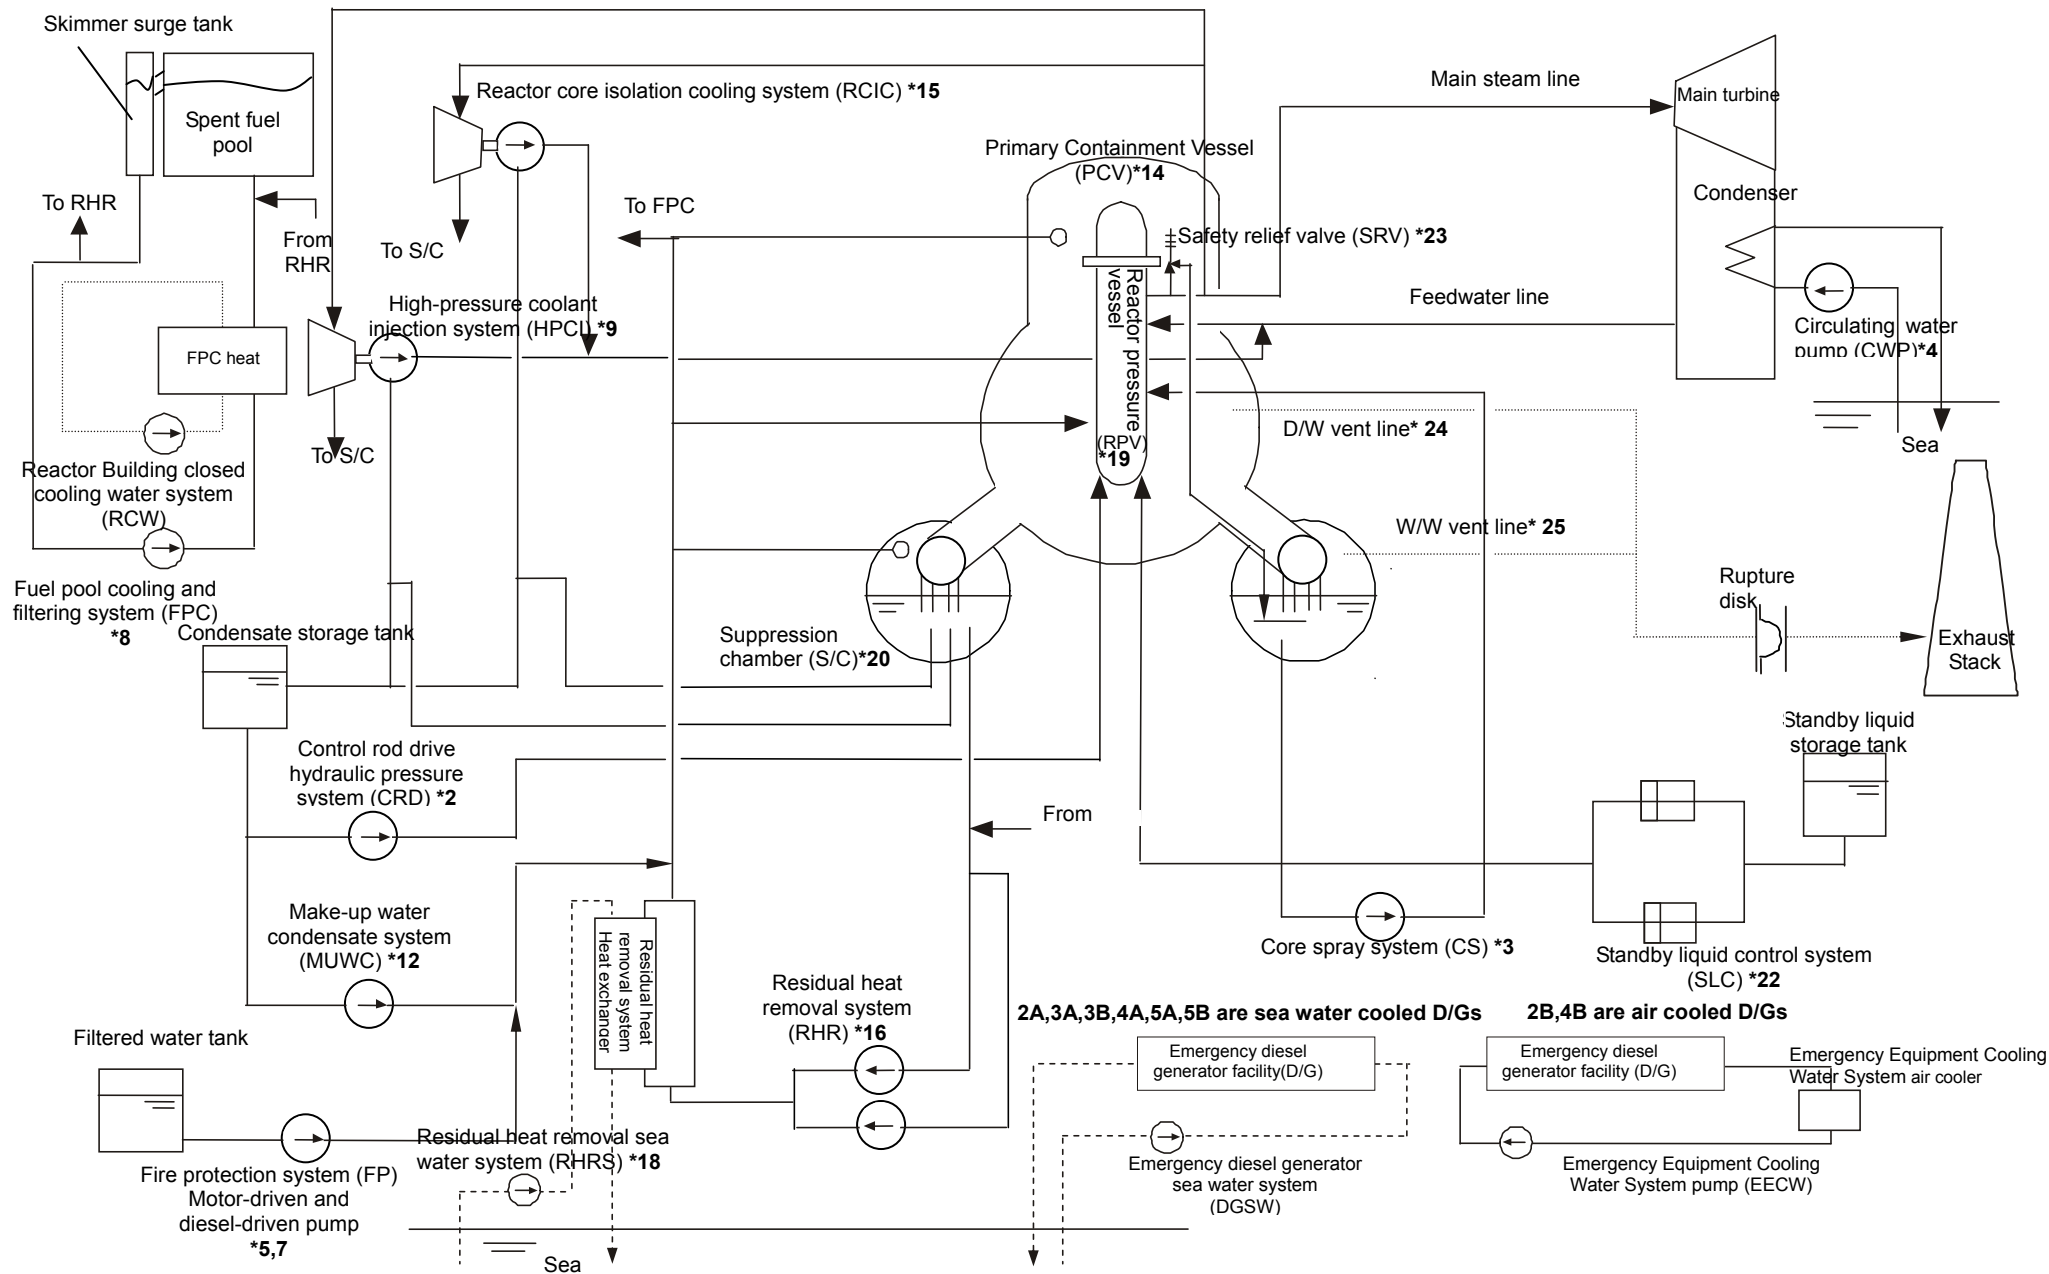 Skimmer surge tank
Spent fuel
pool
To RHR
From
RHR
FPC heat
Reactor Building closed
cooling water system
(RCW)
Fuel pool cooling and
filtering system (FPC)
*8
Reactor core isolation cooling system (RCIC) *15
To S/C
To FPC
High-pressure coolant
injection system (HPCI) *9
To S/C
Primary Containment Vessel
(PCV)*14
Safety relief valve (SRV) *23
Reactor pressure
vessel
(RPV)
*19
Main steam line
Main turbine
Condenser
Feedwater line
Circulating water
pump (CWP)*4
Sea
D/W vent line* 24
W/W vent line* 25
Rupture
disk
Exhaust
Stack
Suppression
chamber (S/C)*20
Condensate storage tank
Control rod drive
hydraulic pressure
system (CRD) *2
From
Standby liquid
storage tank
Make-up water
condensate system
(MUWC) *12
Residual heat
removal system
Heat exchanger
Residual heat
removal system
(RHR) *16
Core spray system (CS) *3
Standby liquid control system
(SLC) *22
2A,3A,3B,4A,5A,5B are sea water cooled D/Gs
2B,4B are air cooled D/Gs
Filtered water tank
Emergency diesel
generator facility(D/G)
Emergency diesel
generator facility (D/G)
Emergency Equipment Cooling
Water System air cooler
Fire protection system (FP)
Motor-driven and
diesel-driven pump
*5,7
Residual heat removal sea
water system (RHRS) *18
Emergency diesel generator
sea water system
(DGSW)
Emergency Equipment Cooling
Water System pump (EECW)
Sea